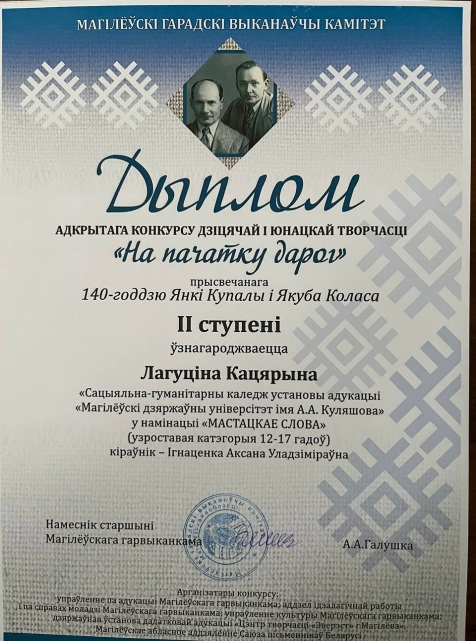 МАГІЛЁЎСКІ ГАРАДСКІ ВЫКАНАЎЧЫ КАМІТЭТ
Дыплом
АДКРЫТАГА КОНКУРСУ ДЗІЦЯЧАЙ І ЮНАЦКАЙ ТВОРЧАСЦІ
«На пачатку дарог»
прысвечанага
140-годдзю Янкі Купалы і Якуба Коласа
II ступені
ўзнагароджваецца
Лагуціна Кацярына
«Сацыяльна-гуманітарны каледж установы адукацыі
«Магілёўскі дзяржаўны універсітэт імя А.А. Куляшова»
у намінацыі «МАСТАЦКАЕ СЛОВА»
(узроставая катэгорыя 12-17 гадоў)
кіраўнік – Ігнаценка Аксана Уладзіміраўна
Намеснік старшыні
Магілёўскага гарвыканкама
А.А.Галушка
Арганізатары конкурсу:
упраўленне па адукацыі Магілёўскага гарвыканкама; аддзел ідэалагічнай работы
і па справах моладзі Магілёўскага гарвыканкама; упраўленне культуры Магілёўскага гарвыканкама;
дзяржаўная ўстанова дадатковай адукацыі «Цэнтр творчасці «Эверэст» г.Магілёва»,
Магілёўскае абласное аддзяленне Саюза пісьменнікаў Беларусі